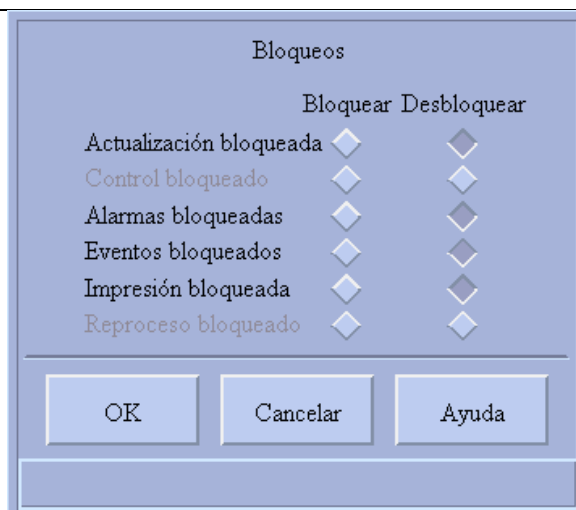 Bloqueos
Bloquear Desbloquear
Actualización bloqueada
Control bloqueado
Alarmas bloqueadas
Eventos bloqueados
Impresión bloqueada
Reproceso bloqueado
OK Cancelar Ayuda